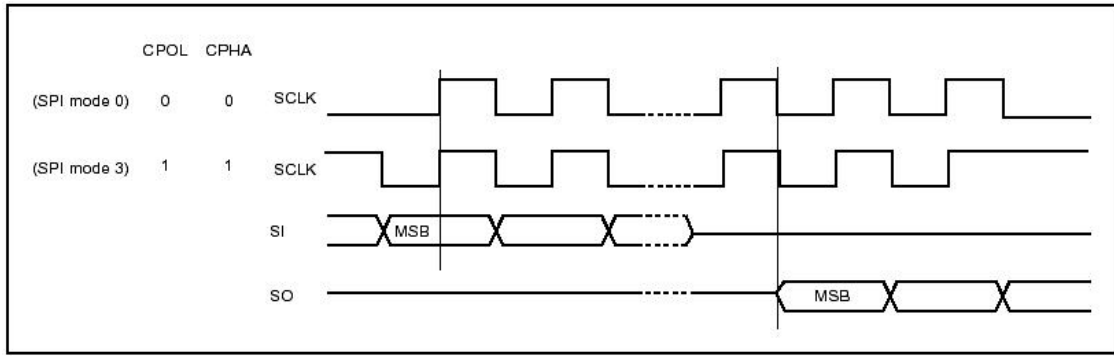 CPOL CPHA
(SPI mode 0) 0 0 SCLK
(SPI mode 3) 1 1 SCLK
SI MSB
SO MSB